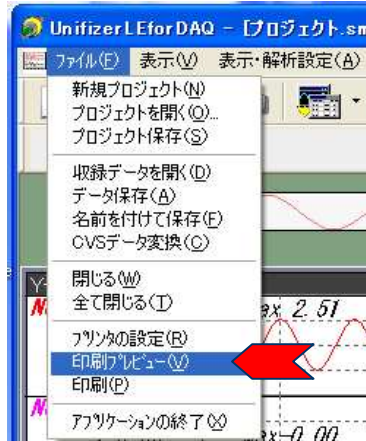 UnifizerLEforDAQ - [プロジェクト.sm
ファイル(F) 表示(V) 表示・解析設定(A)
新規プロジェクト(N)
プロジェクトを開く(O)...
プロジェクト保存(S)
収録データを開く(D)
データ保存(A)
名前を付けて保存(F)
CVSデータ変換(C)
閉じる(W)
全て閉じる(T)
プリンタの設定(R)
印刷プレビュー(V)
印刷(P)
アプリケーションの終了(X)
Y-
ax 2.51
ax-0.00